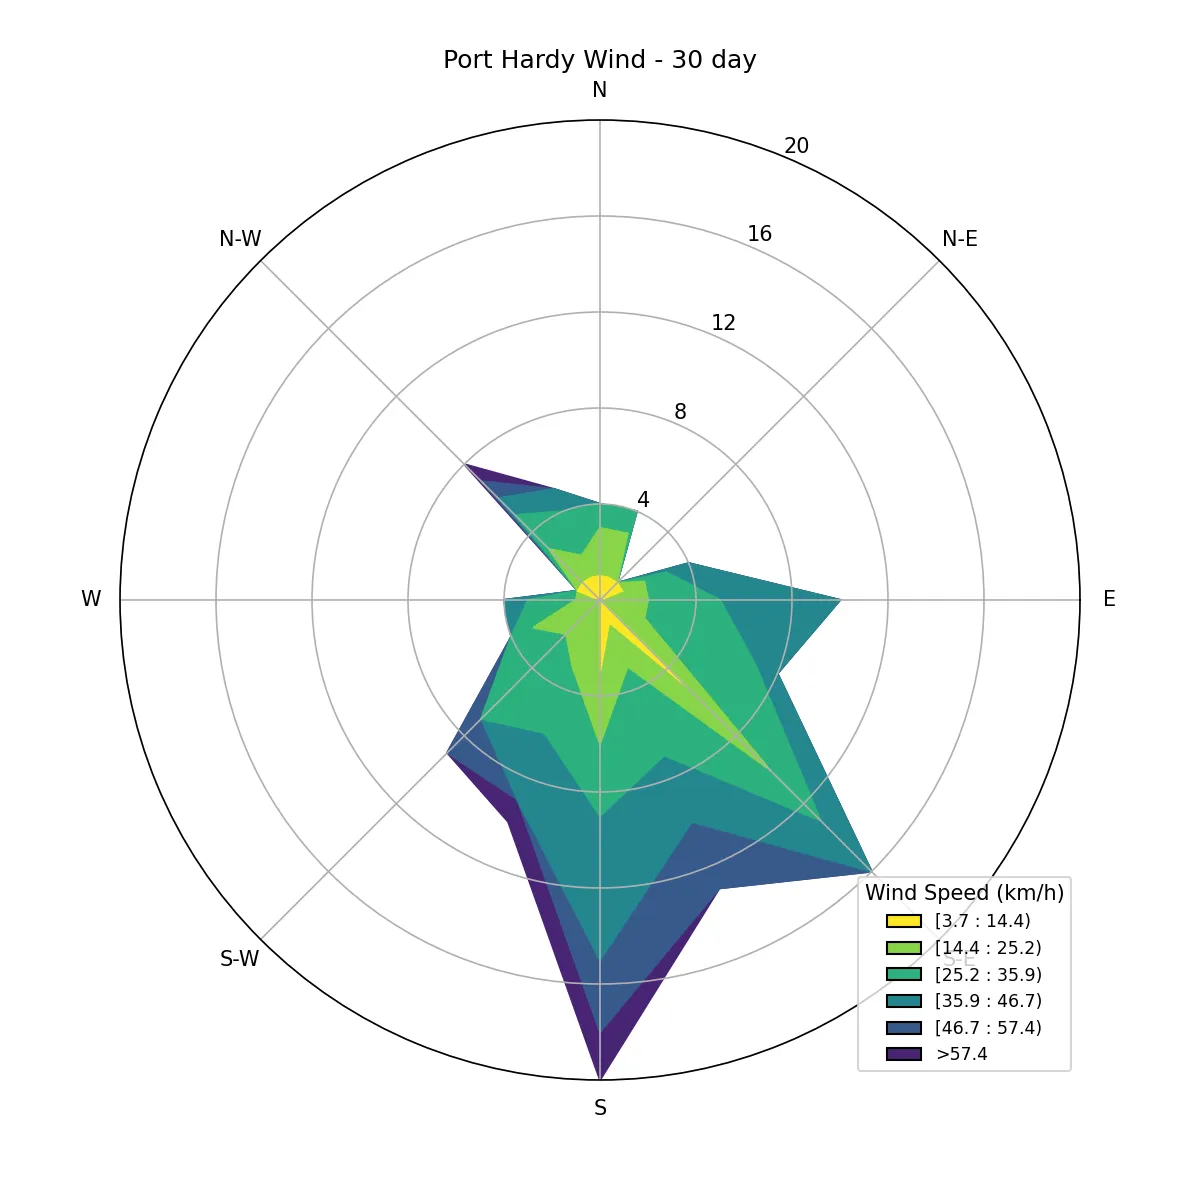 Port Hardy Wind - 30 day
N
20
N-W
N-E
16
12
8
4
W
E
S-W
S-E
S
Wind Speed (km/h)
[3.7 : 14.4)
[14.4 : 25.2)
[25.2 : 35.9)
[35.9 : 46.7)
[46.7 : 57.4)
>57.4